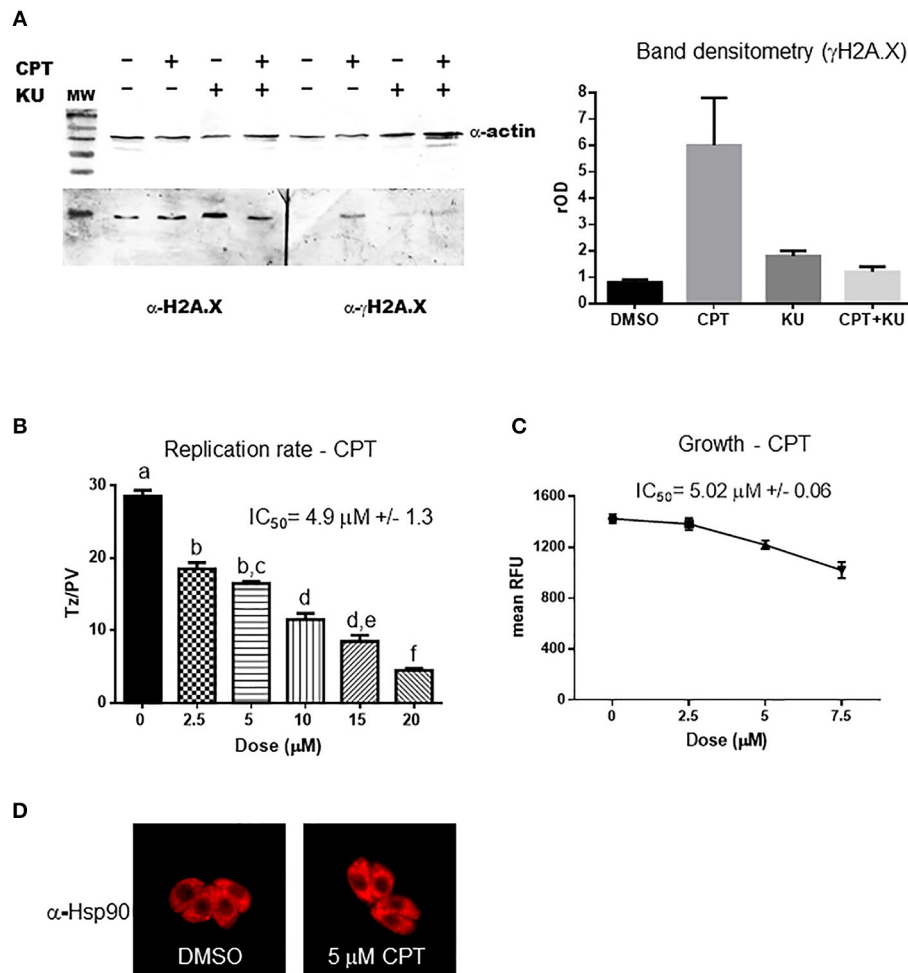 A
CPT - + - + - + - +
KU - - + + - - + +
MW
α-actin
α-H2A.X α-γH2A.X
Band densitometry (γH2A.X)
rOD
8
7
6
5
4
3
2
1
0
DMSO CPT KU CPT+KU
B
Replication rate - CPT
IC50= 4.9 μM +/- 1.3
a
b
b,c
d
d,e
f
Tz/PV
30
20
10
0
0 2.5 5 10 15 20
Dose (μM)
C
Growth - CPT
IC50= 5.02 μM +/- 0.06
mean RFU
1600
1200
800
400
0
0 2.5 5 7.5
Dose (μM)
D
α-Hsp90
DMSO
5 μM CPT